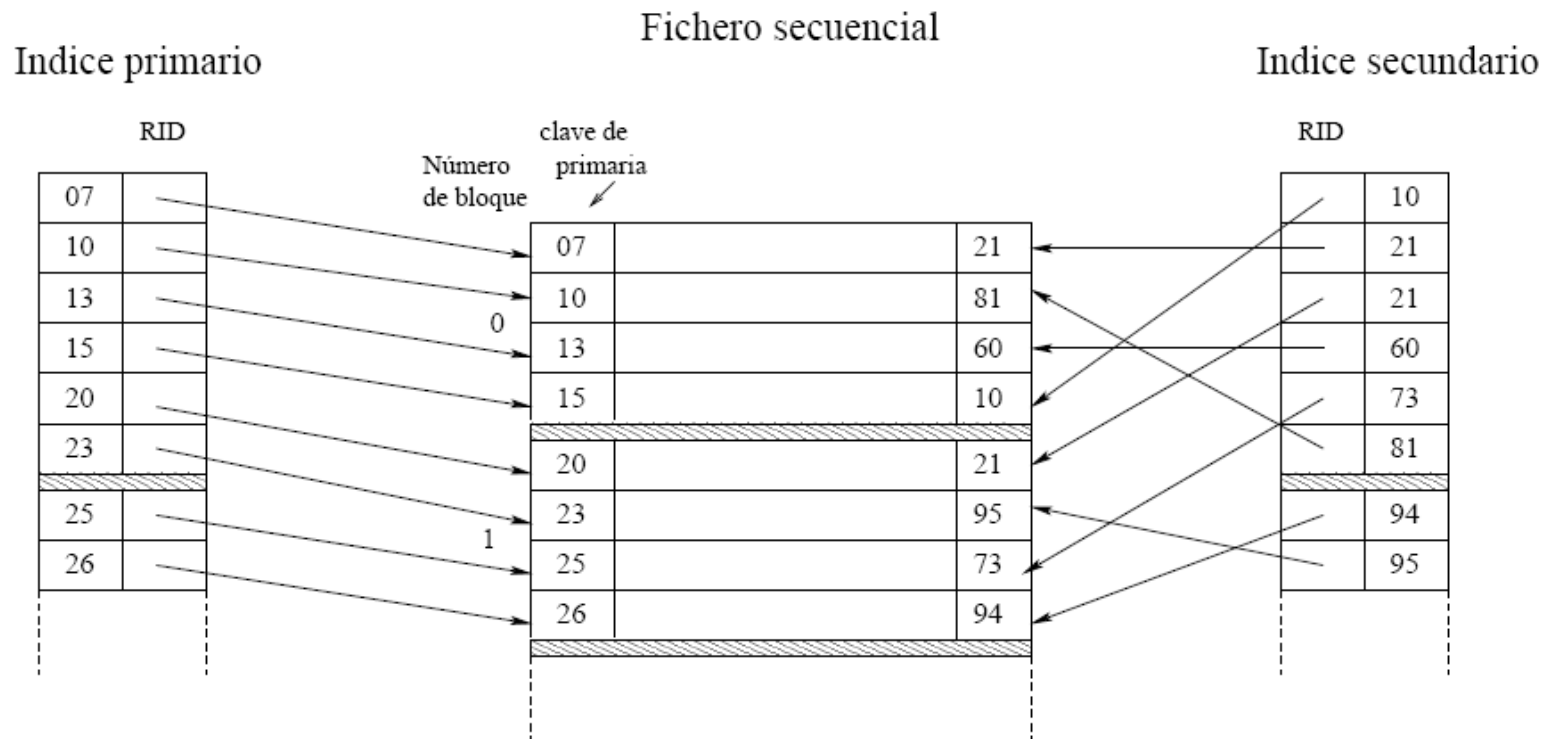 Fichero secuencial
Indice primario
Indice secundario
RID
clave de
primaria
Número
de bloque
RID
07
10
13
15
20
23
25
26
0
1
07 21
10 81
13 60
15 10
20 21
23 95
25 73
26 94
10
21
21
60
73
81
94
95